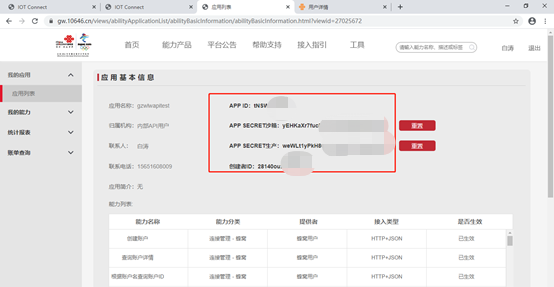 IOT Connect
IOT Connect
应用列表
用户详情
gw.10646.cn/views/abilityApplicationList/abilityBasicInformation/abilityBasicInformation.html?viewId=27025672
首页 能力产品 平台公告 帮助支持 接入指引 工具
请输入能力名称、描述或标签
白涛 退出
我的应用
应用列表
我的能力
统计报表
账单查询
应用基本信息
应用名称: gzwlwapitest
APP ID:
归属机构: 内部API用户
APP SECRET沙箱: yEHKaXr7fuc
重置
联系人: 白涛
APP SECRET生产: weWLt1yPkH8
重置
联系电话: 15651608009
创建者ID: 28140ou
应用简介: 无
能力列表
能力名称 能力分类 提供者 接入类型 是否生效
创建账户 连接管理 - 蜂窝 蜂窝用户 HTTP+JSON 已生效
查询账户详情 连接管理 - 蜂窝 蜂窝用户 HTTP+JSON 已生效
根据账户名查询账户ID 连接管理 - 蜂窝 蜂窝用户 HTTP+JSON 已生效